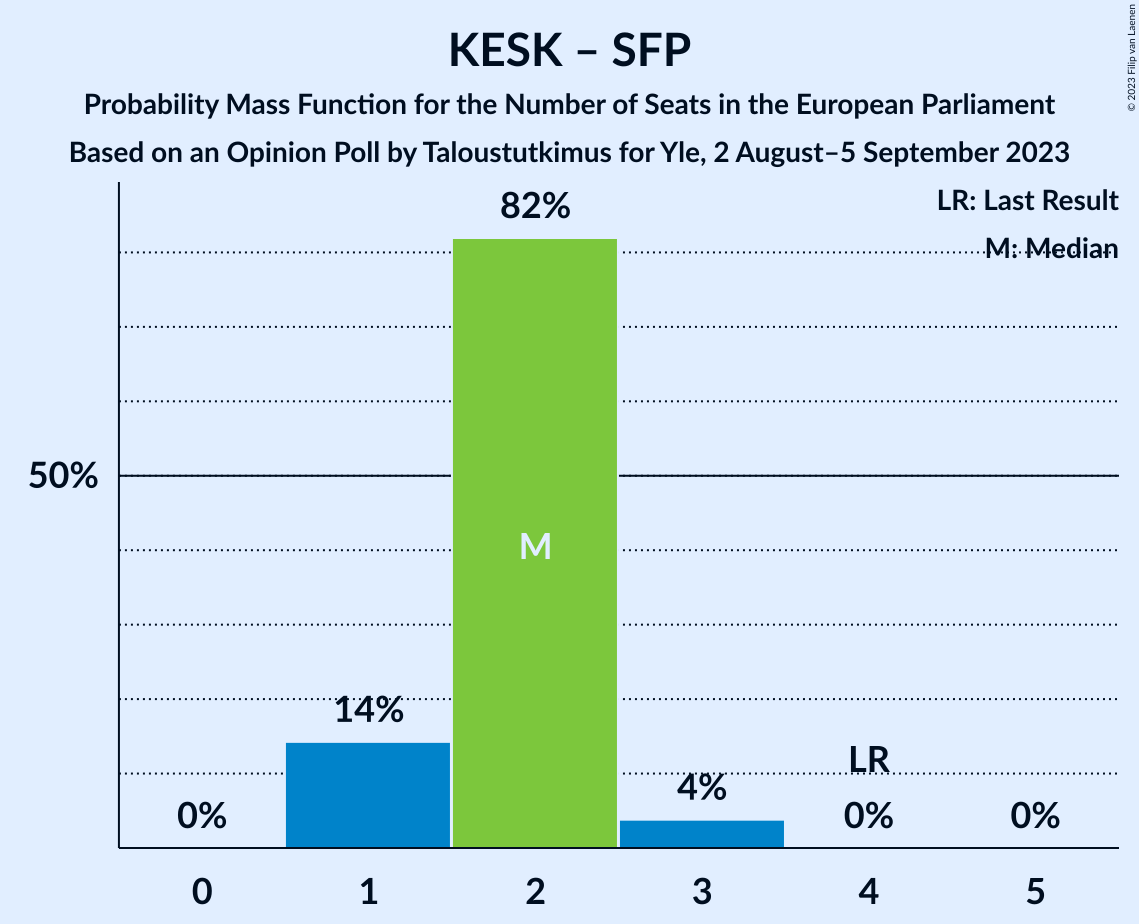 KESK – SFP
Probability Mass Function for the Number of Seats in the European Parliament
Based on an Opinion Poll by Taloustutkimus for Yle, 2 August–5 September 2023
© 2023 Filip van Laenen
LR: Last Result
M: Median
82%
50%
M
14%
LR
4%
0%
0%
0%
0 1 2 3 4 5